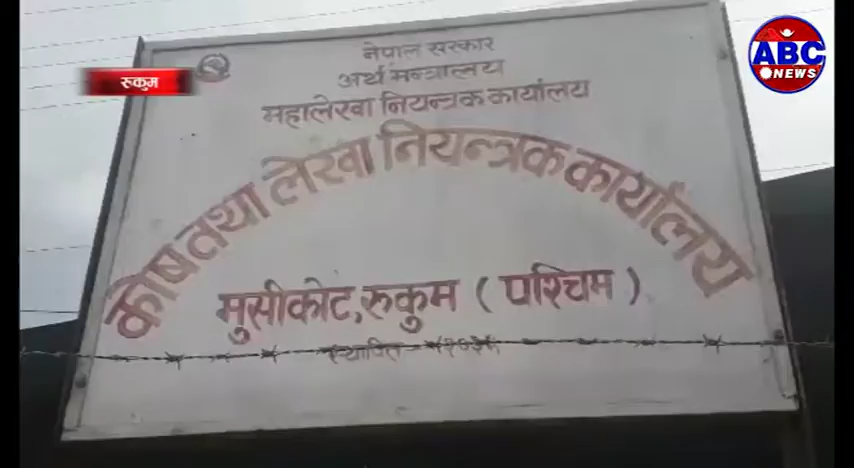 रुकुम
ABC
NEWS
नेपाल सरकार
अर्थ मन्त्रालय
महालेखा नियन्त्रक कार्यालय
कोष तथा लेखा नियन्त्रक कार्यालय
मुसीकोट, रुकुम ( पश्चिम )
स्थापित